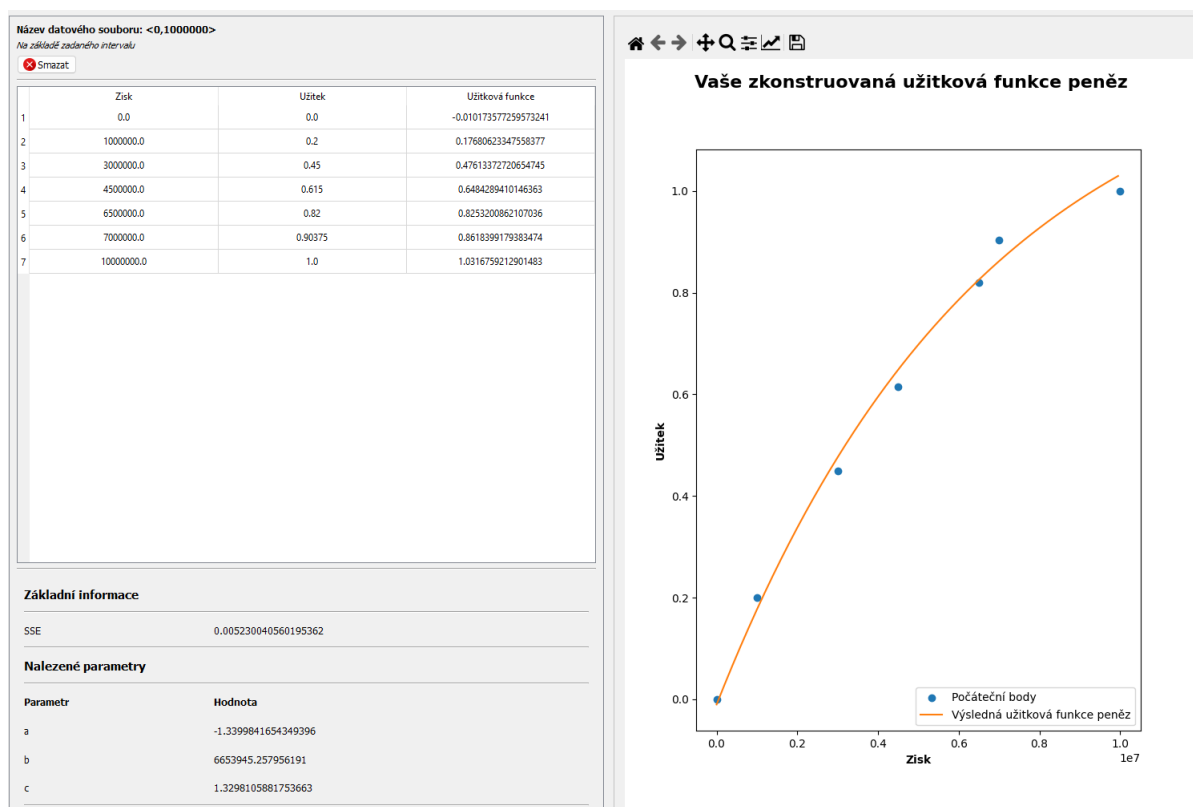 Název datového souboru: <0,1000000>
Na základě zadaného intervalu
Smazat
Zisk Užitek Užitková funkce
1 0.0 0.0 -0.010173577259573241
2 1000000.0 0.2 0.17680623347558377
3 3000000.0 0.45 0.47613372720654745
4 4500000.0 0.615 0.6484289410146363
5 6500000.0 0.82 0.8253200862107036
6 7000000.0 0.90375 0.8618399179383474
7 10000000.0 1.0 1.0316759212901483
Základní informace
SSE 0.005230040560195362
Nalezené parametry
Parametr Hodnota
a -1.3399841654349396
b 6653945.257956191
c 1.3298105881753663
Vaše zkonstruovaná užitková funkce peněz
1.0
0.8
0.6
0.4
0.2
0.0
Užitek
0.0 0.2 0.4 0.6 0.8 1.0
1e7
Zisk
Počáteční body
Výsledná užitková funkce peněz